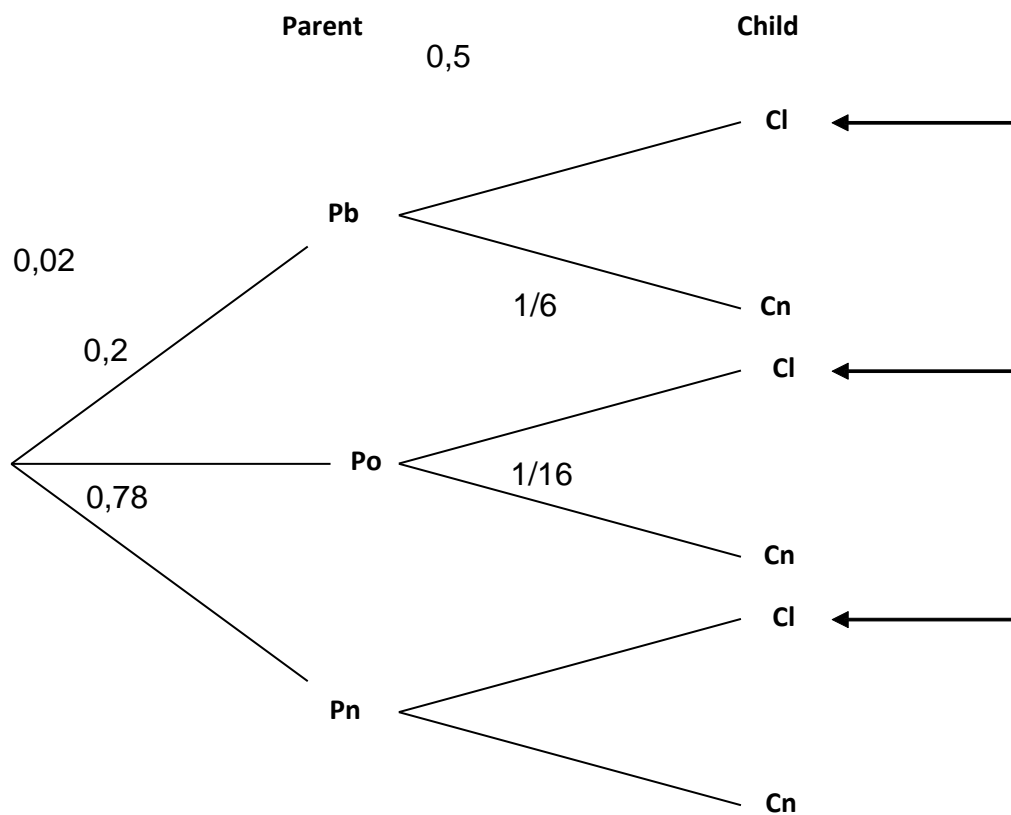 Parent Child
0,5
Cl
Pb
0,02
1/6 Cn
0,2
Cl
Po
1/16
0,78
Cn
Cl
Pn
Cn